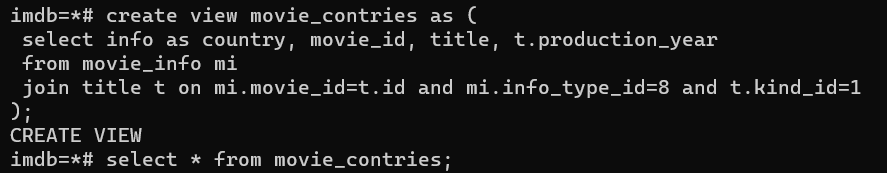 imdb=*# create view movie_contries as (
 select info as country, movie_id, title, t.production_year
 from movie_info mi
 join title t on mi.movie_id=t.id and mi.info_type_id=8 and t.kind_id=1
);
CREATE VIEW
imdb=*# select * from movie_contries;